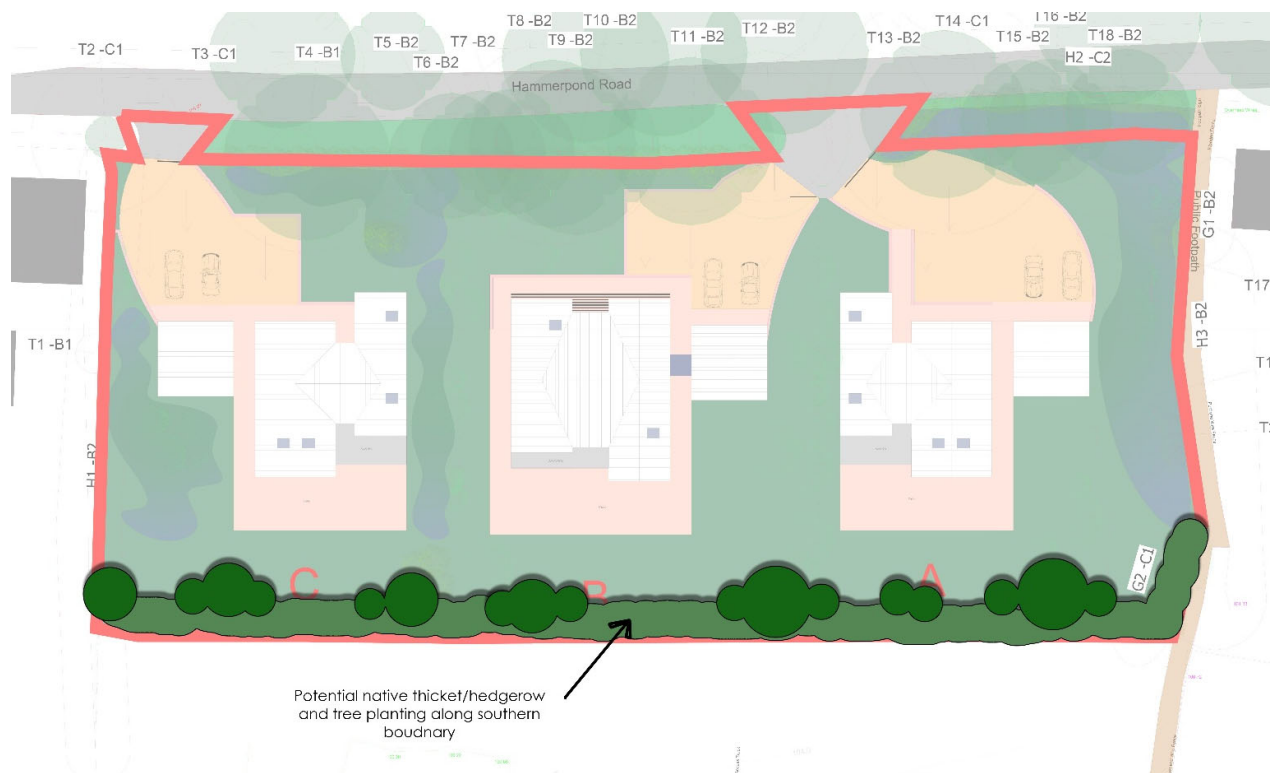 T2 -C1
T3 -C1
T4 -B1
T5 -B2
T6 -B2
T7 -B2
T8 -B2
T9 -B2
T10 -B2
T11 -B2
T12 -B2
T13 -B2
T14 -C1
T15 -B2
T16 -B2
T18 -B2
H2 -C2
Hammerpond Road
Public Footpath
G1 -B2
T17
H3 -B2
T1 -B1
H1 -B2
G2 -C1
C
B
A
Potential native thicket/hedgerow
and tree planting along southern
boudnary